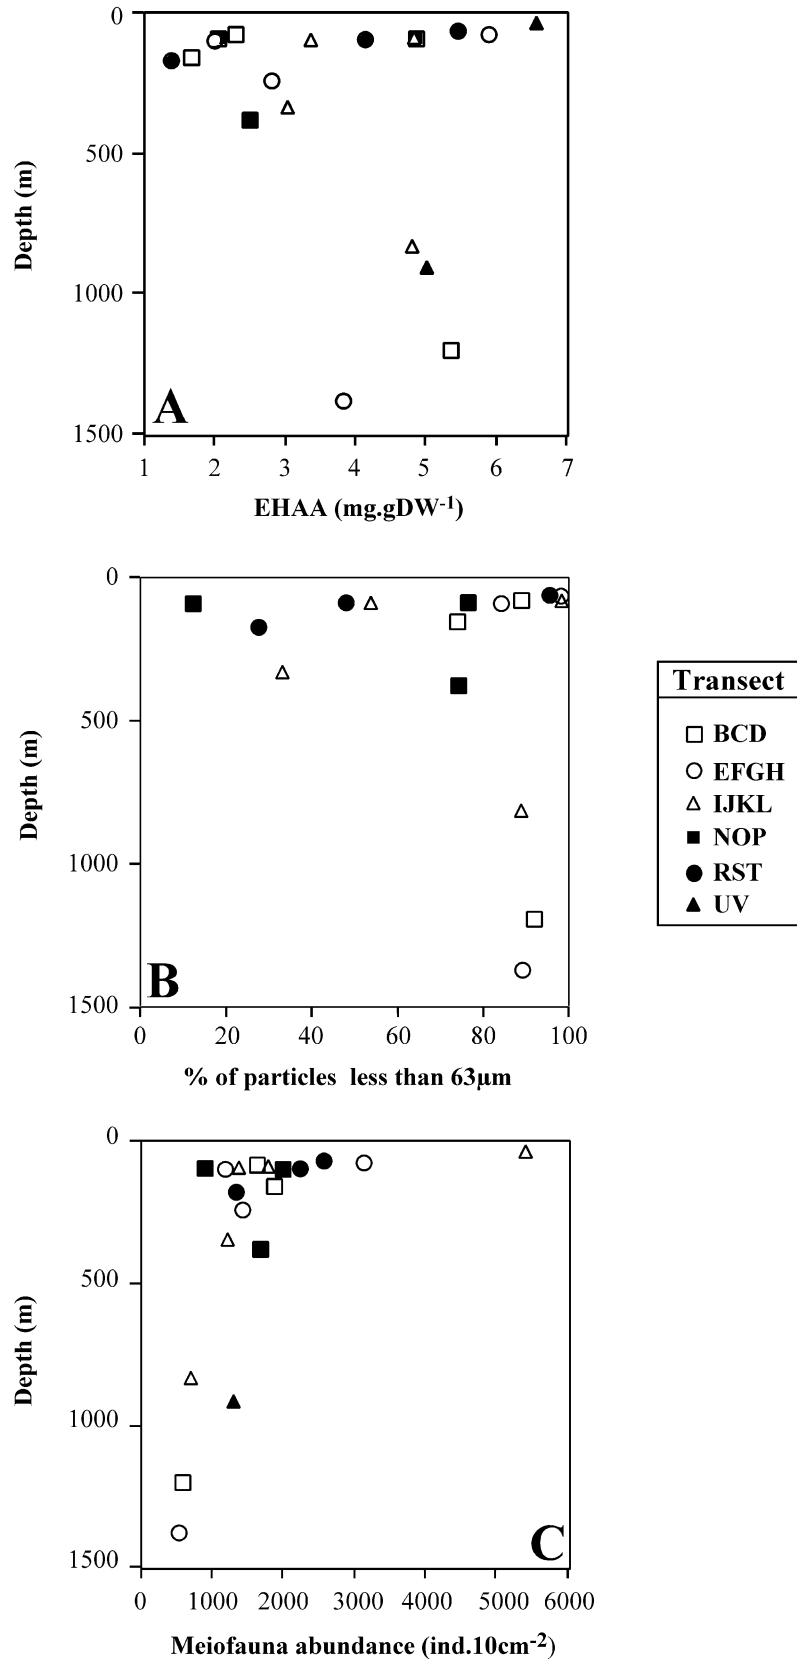 0
500
1000
1500
Depth (m)
A
1 2 3 4 5 6 7
EHAA (mg.gDW-1)
0
500
1000
1500
Depth (m)
B
0 20 40 60 80 100
% of particles less than 63µm
Transect
BCD
EFGH
IJKL
NOP
RST
UV
0
500
1000
1500
Depth (m)
C
0 1000 2000 3000 4000 5000 6000
Meiofauna abundance (ind.10cm-2)